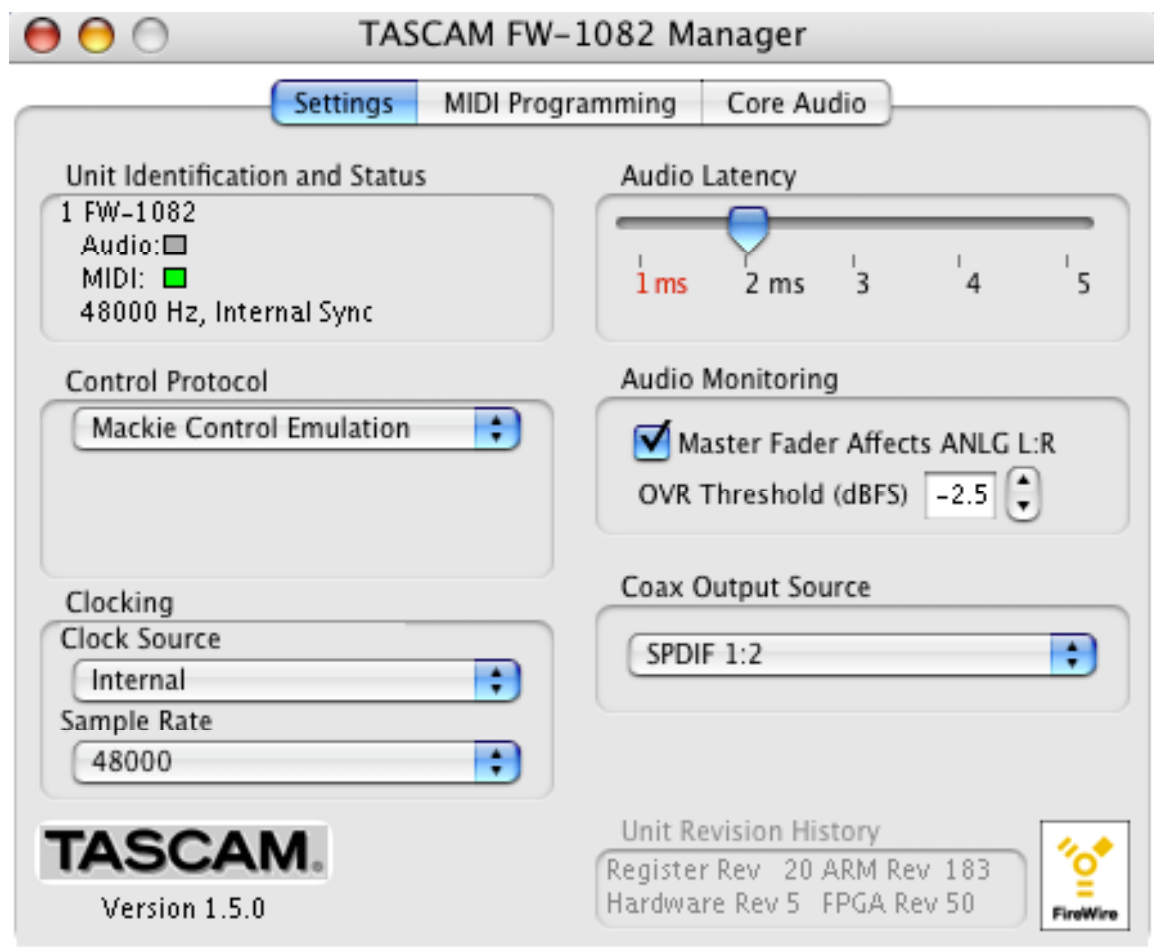 TASCAM FW-1082 Manager
Settings
MIDI Programming
Core Audio
Unit Identification and Status
1 FW-1082
Audio:
MIDI:
48000 Hz, Internal Sync
Control Protocol
Mackie Control Emulation
Clocking
Clock Source
Internal
Sample Rate
48000
Audio Latency
1 ms 2 ms 3 4 5
Audio Monitoring
Master Fader Affects ANLG L:R
OVR Threshold (dBFS) -2.5
Coax Output Source
SPDIF 1:2
TASCAM®
Version 1.5.0
Unit Revision History
Register Rev 20 ARM Rev 183
Hardware Rev 5 FPGA Rev 50
FireWire